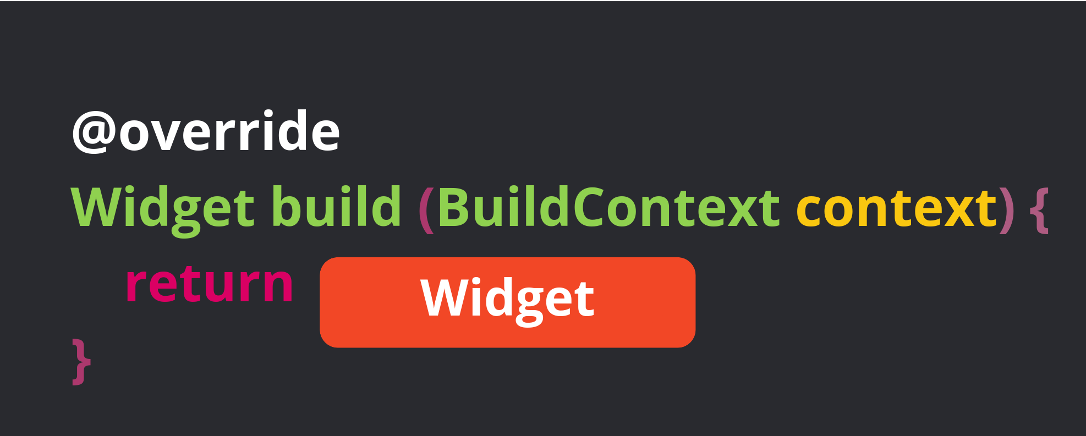 @override
Widget build (BuildContext context) {
return Widget
}